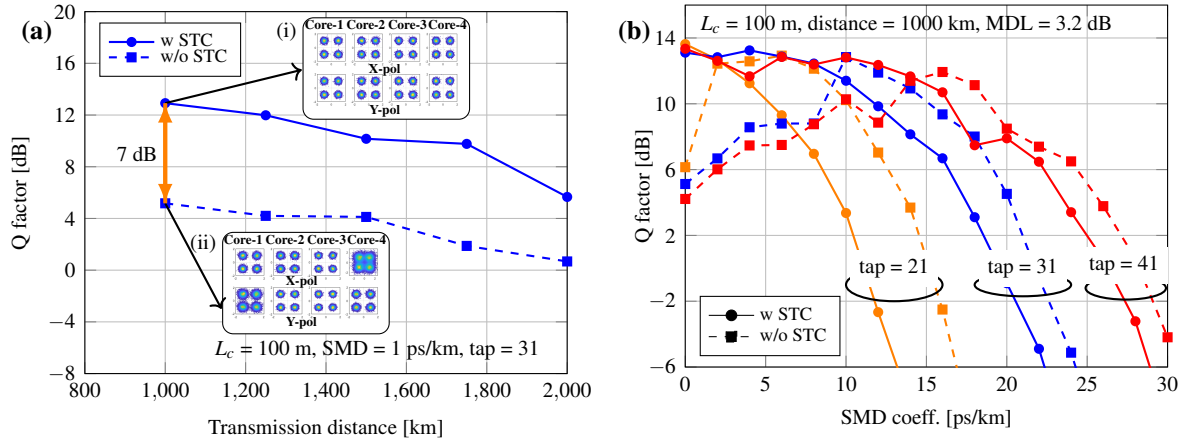 (a)
w STC
w/o STC
(i)
Core-1 Core-2 Core-3 Core-4
X-pol
Y-pol
7 dB
(ii)
Core-1 Core-2 Core-3 Core-4
X-pol
Y-pol
L_c = 100 m, SMD = 1 ps/km, tap = 31
20
16
12
8
4
0
−4
−8
Q factor [dB]
800 1,000 1,200 1,400 1,600 1,800 2,000
Transmission distance [km]
(b)
L_c = 100 m, distance = 1000 km, MDL = 3.2 dB
tap = 21
tap = 31
tap = 41
w STC
w/o STC
14
10
6
2
−2
−6
Q factor [dB]
0 5 10 15 20 25 30
SMD coeff. [ps/km]